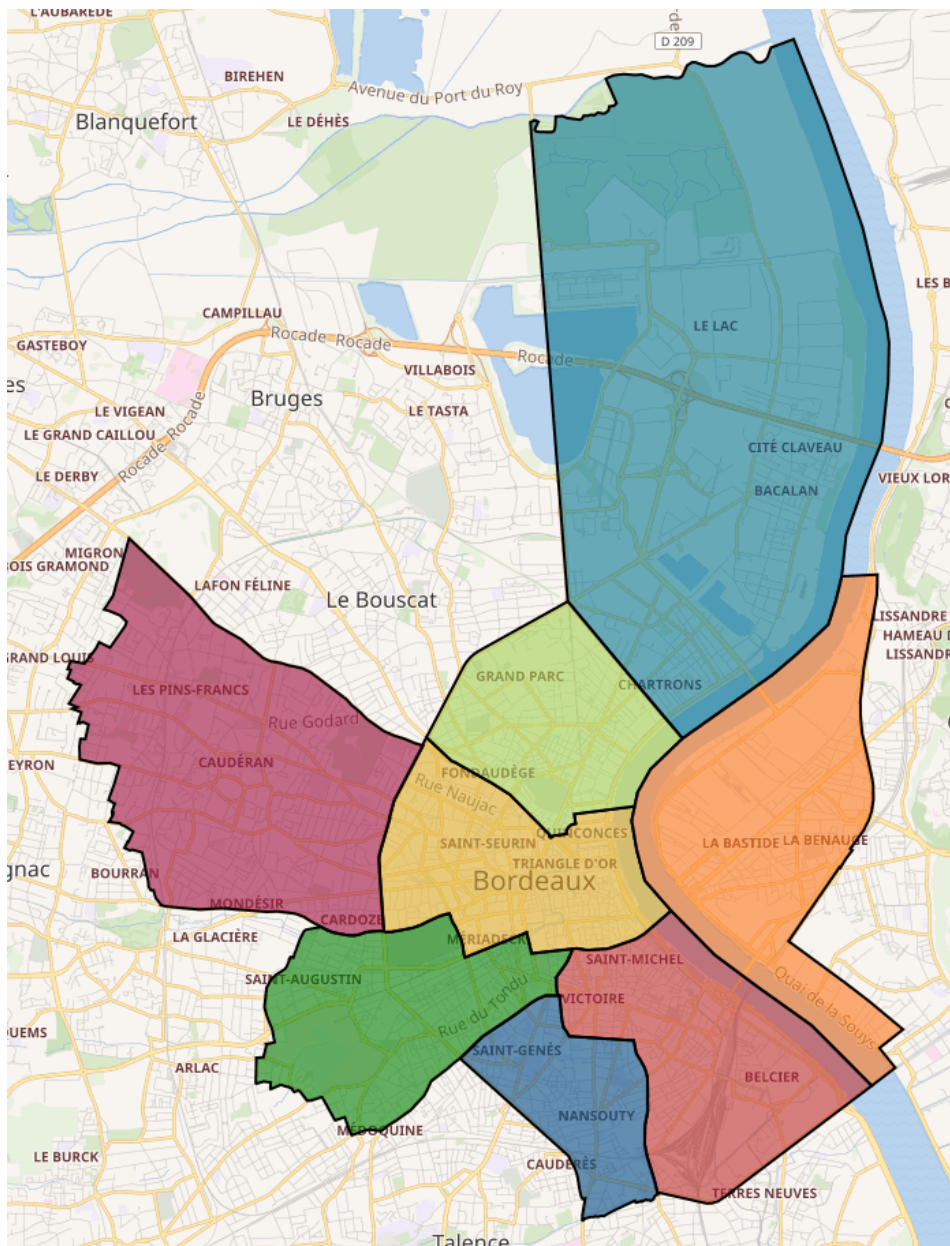 L'AUBARÈDE
D 209
BIREHEN
Avenue du Port du Roy
Blanquefort
LE DÉHÈS
CAMPILLAU
LE LAC
GASTEBOY
Rocade Rocade
Rocade
VILLABOIS
Bruges
LE VIGEAN
LE TASTA
Rocade Rocade
LE GRAND CAILLOU
CITÉ CLAVEAU
LE DERBY
BACALAN
VIEUX LOR
MIGRON
OIS GRAMOND
LAFON FÉLINE
Le Bouscat
LISSANDRE
HAMEAU D
LISSANDR
GRAND LOUIS
GRAND PARC
CHARTRONS
LES PINS-FRANCS
Rue Godard
CAUDÉRAN
EYRON
FONDAUDÈGE
Rue Naujac
QUINCONCES
SAINT-SEURIN
LA BASTIDE
LA BENAUGE
TRIANGLE D'OR
gnac
BOURRAN
Bordeaux
MONDÉSIR
CARDOZE
LA GLACIÈRE
MÉRIADECK
SAINT-MICHEL
SAINT-AUGUSTIN
VICTOIRE
Rue du Tondu
Quai de la Souys
OUEMS
SAINT-GENÈS
ARLAC
BELCIER
NANSOUTY
MÉDOQUINE
LE BURCK
CAUDERÈS
TERRES NEUVES
Talence